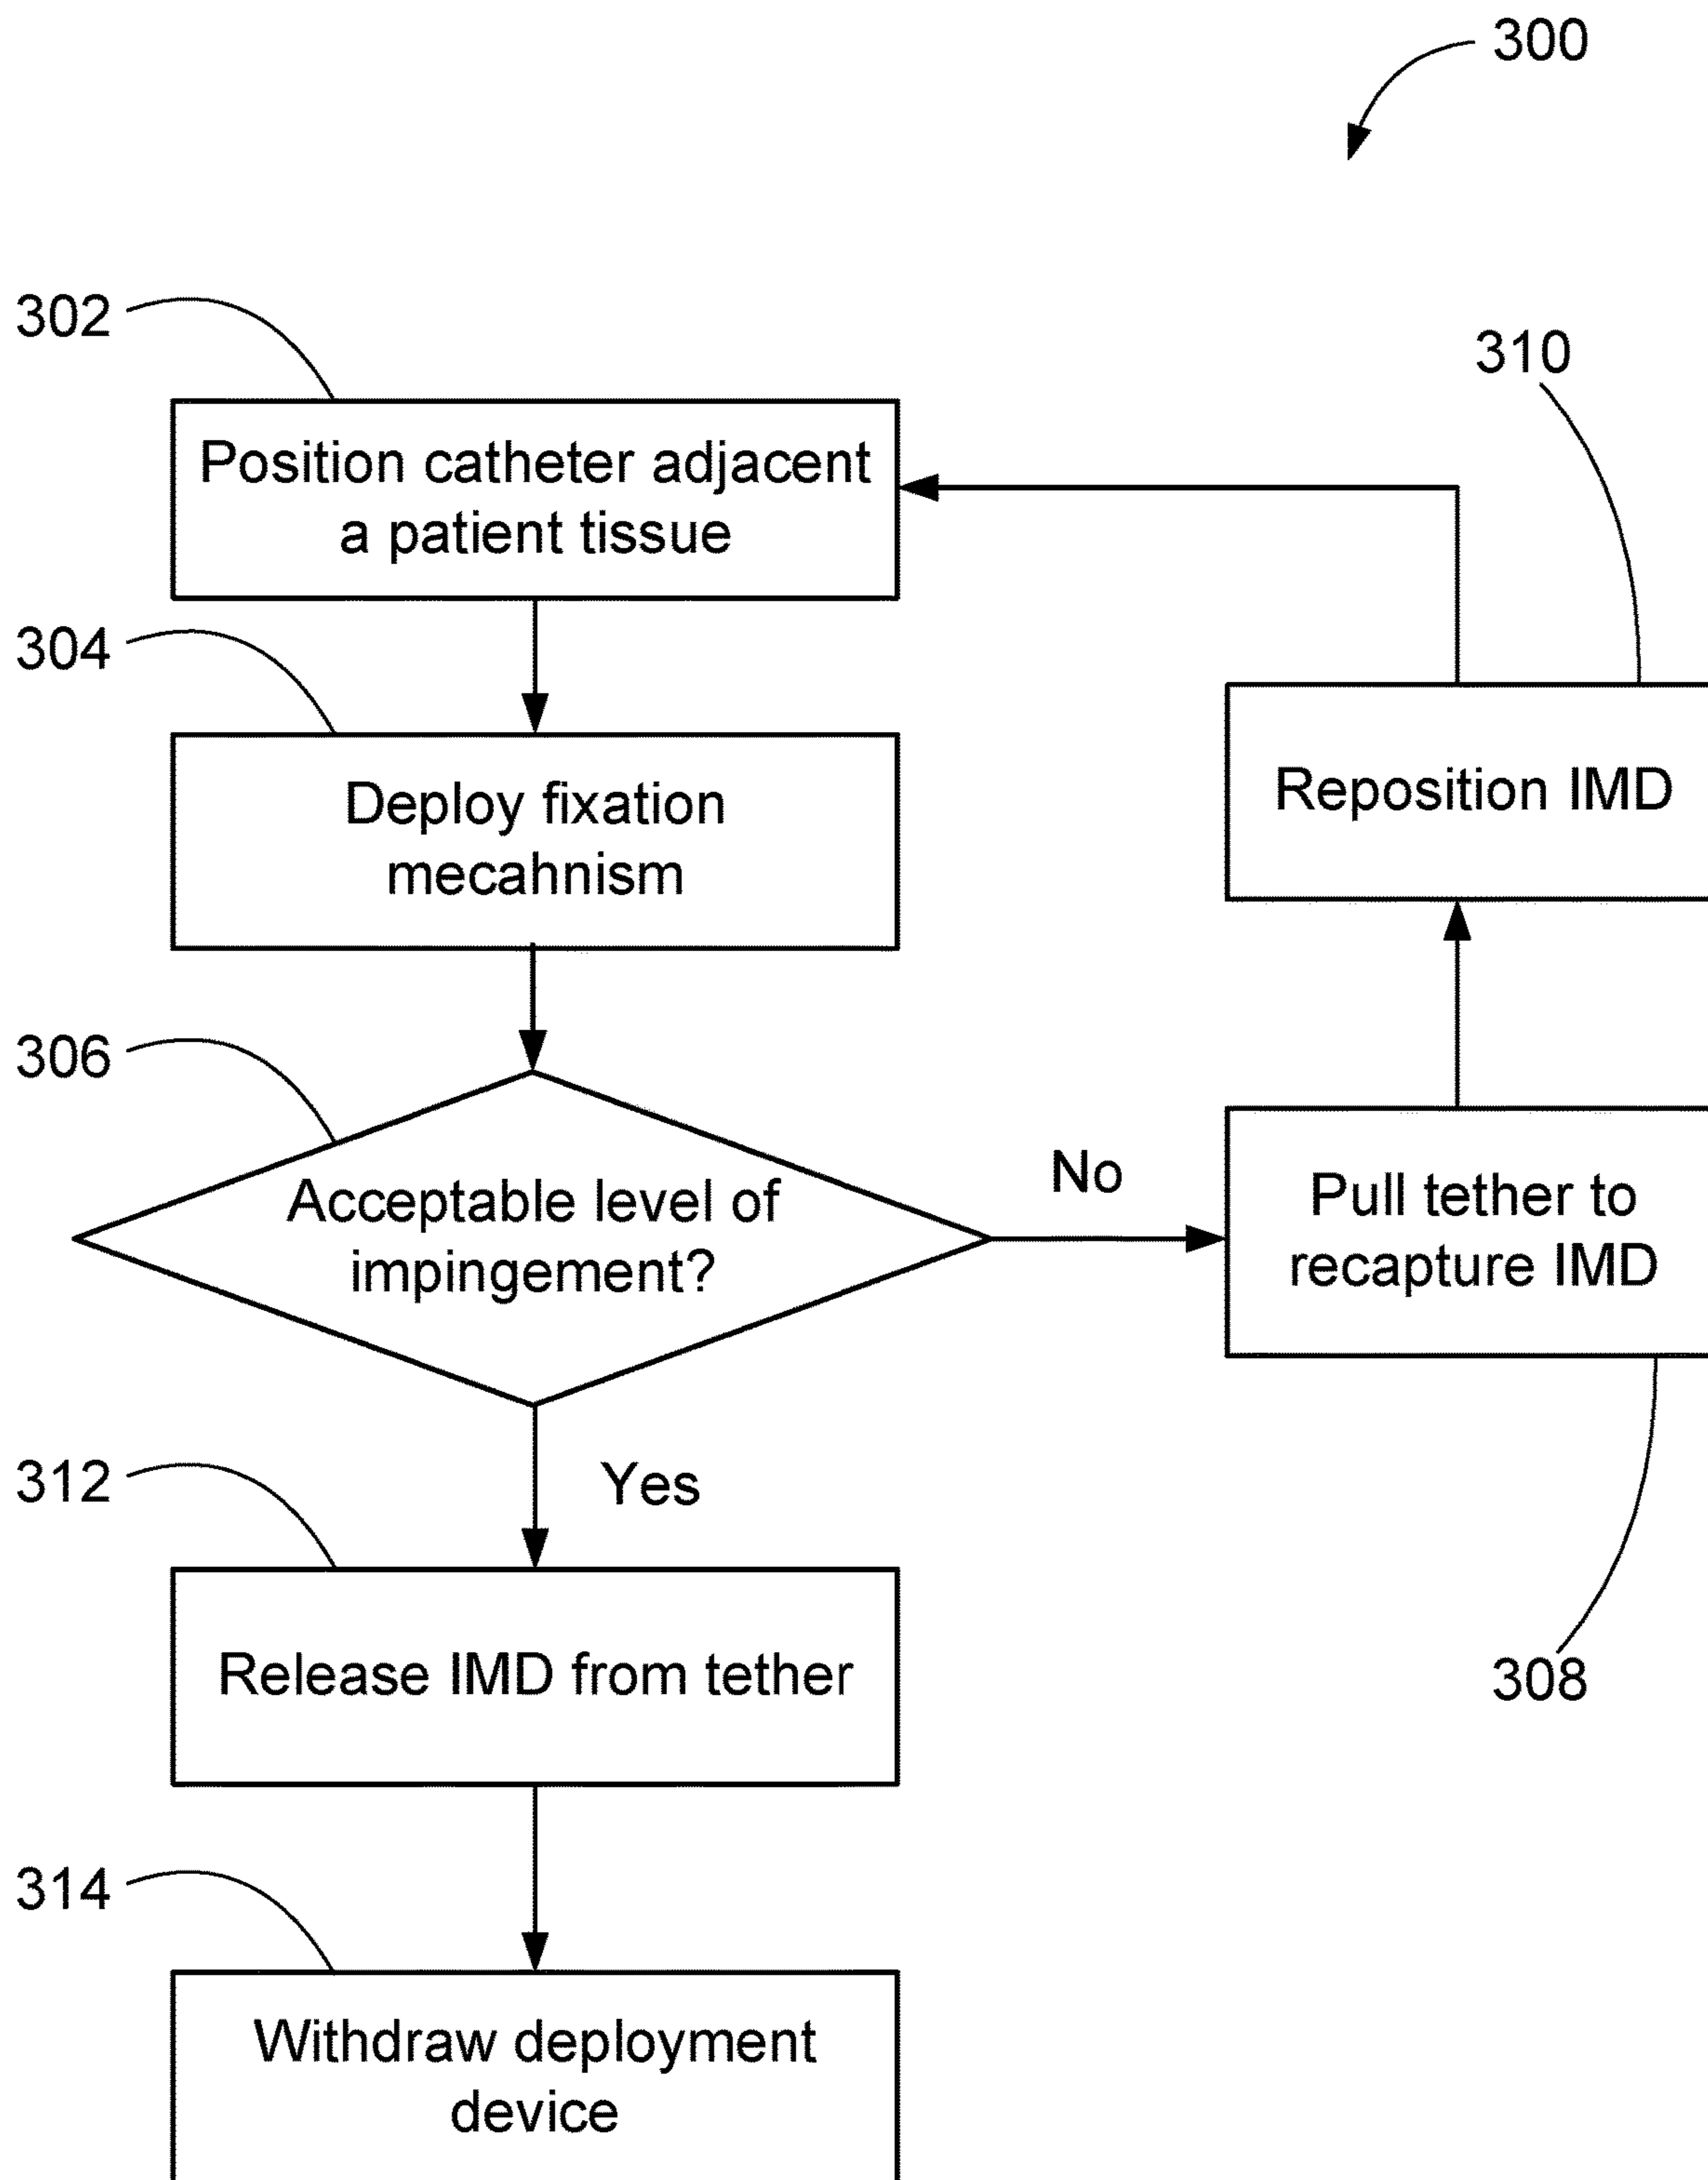 300
302
Position catheter adjacent
a patient tissue
310
304
Deploy fixation
mecahnism
Reposition IMD
306
Acceptable level of
impingement?
No
Pull tether to
recapture IMD
312
Yes
308
Release IMD from tether
314
Withdraw deployment
device